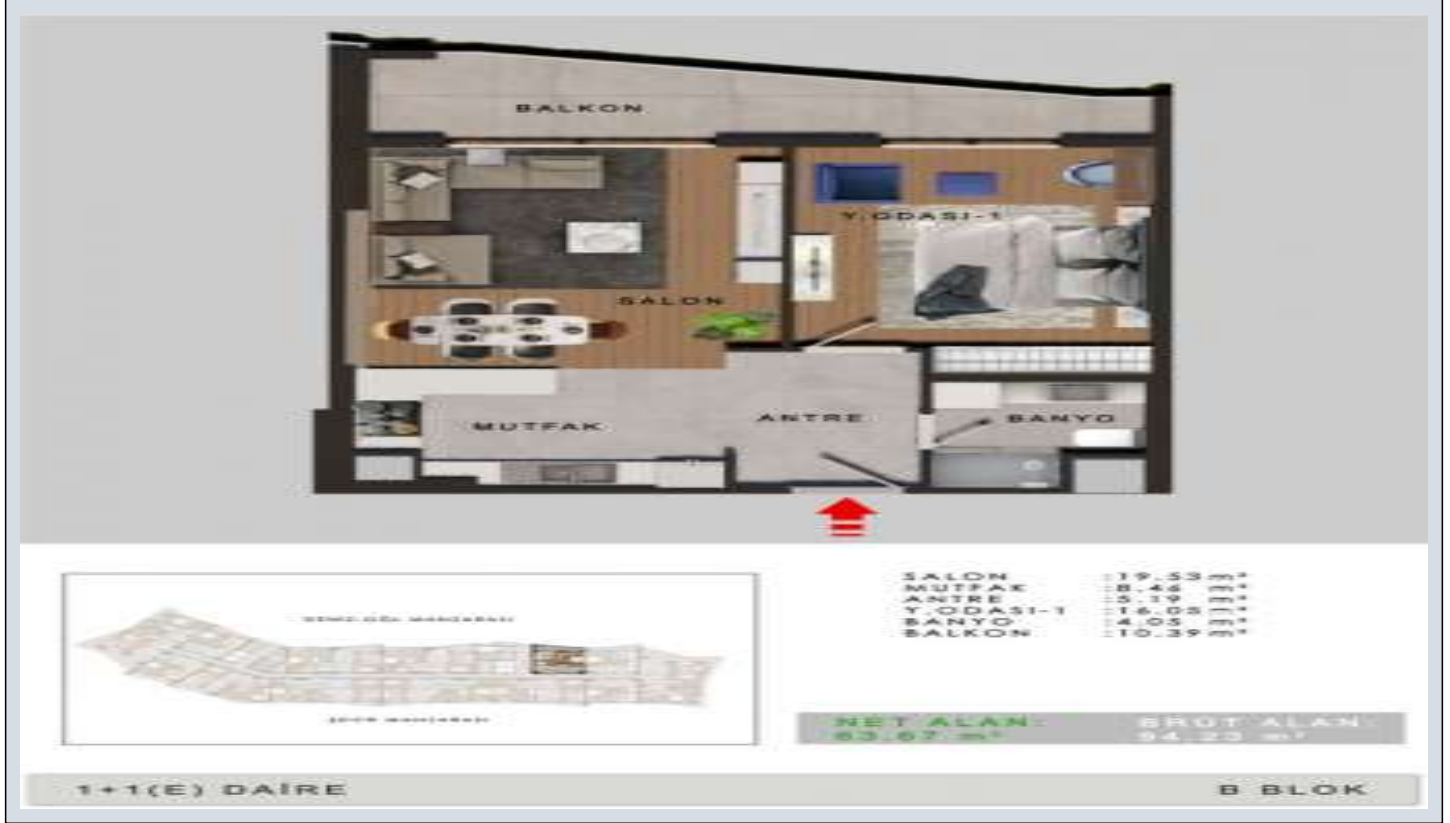 BALKON
Y.ODASI-1
SALON
MUTFAK
ANTRE
BANYO
SALON :19.53 m²
MUTFAK :8.46 m²
ANTRE :5.19 m²
Y.ODASI-1 :16.05 m²
BANYO :4.05 m²
BALKON :10.39 m²
MANZARASI
MANZARASI
NET ALAN: BRÜT ALAN:
63.67 m² 94.23 m²
1+1(E) DAİRE B BLOK